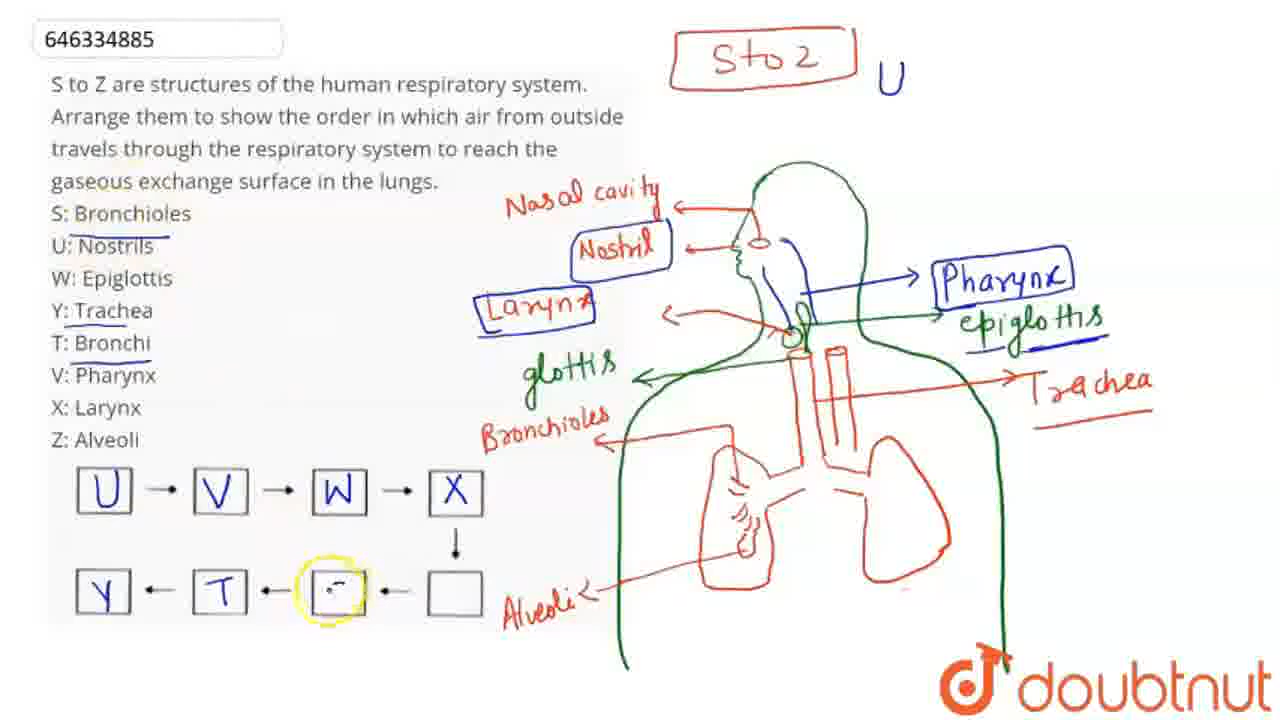 646334885
S to Z are structures of the human respiratory system.
Arrange them to show the order in which air from outside
travels through the respiratory system to reach the
gaseous exchange surface in the lungs.
S: Bronchioles
U: Nostrils
W: Epiglottis
Y: Trachea
T: Bronchi
V: Pharynx
X: Larynx
Z: Alveoli
U V W X
Y T
S to Z
U
Nasal cavity
Nostril
Larynx
Pharynx
epiglottis
glottis
Trachea
Bronchioles
Alveoli
doubtnut